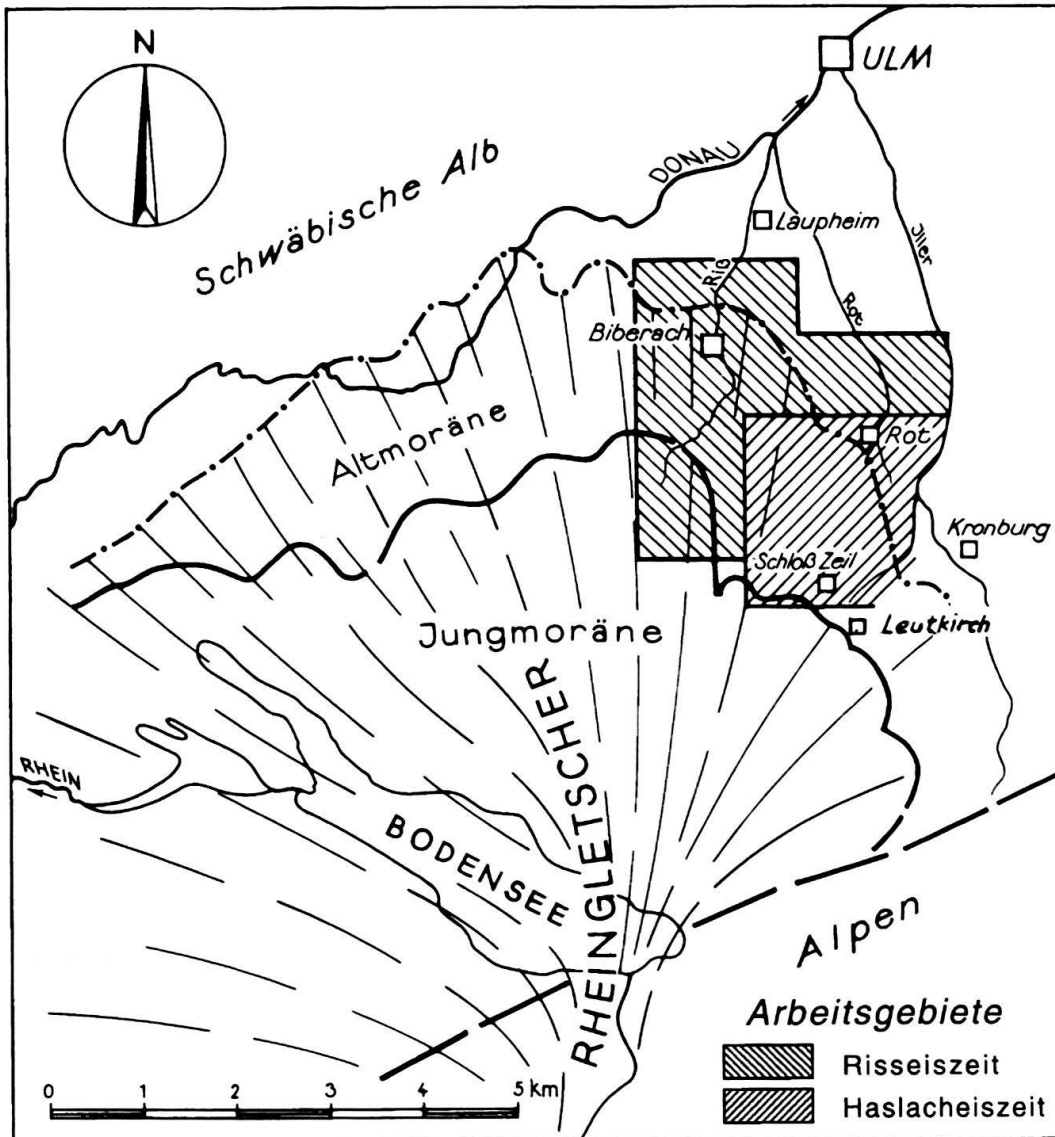 N
ULM
DONAU
Schwäbische Alb
Laupheim
Iller
Riß
Rot
Biberach
Altmoräne
Rot
Kronburg
Schloß Zeil
Leutkirch
Jungmoräne
RHEINGLETSCHER
RHEIN
BODENSEE
Alpen
Arbeitsgebiete
Risseiszeit
Haslacheiszeit
0 1 2 3 4 5 km